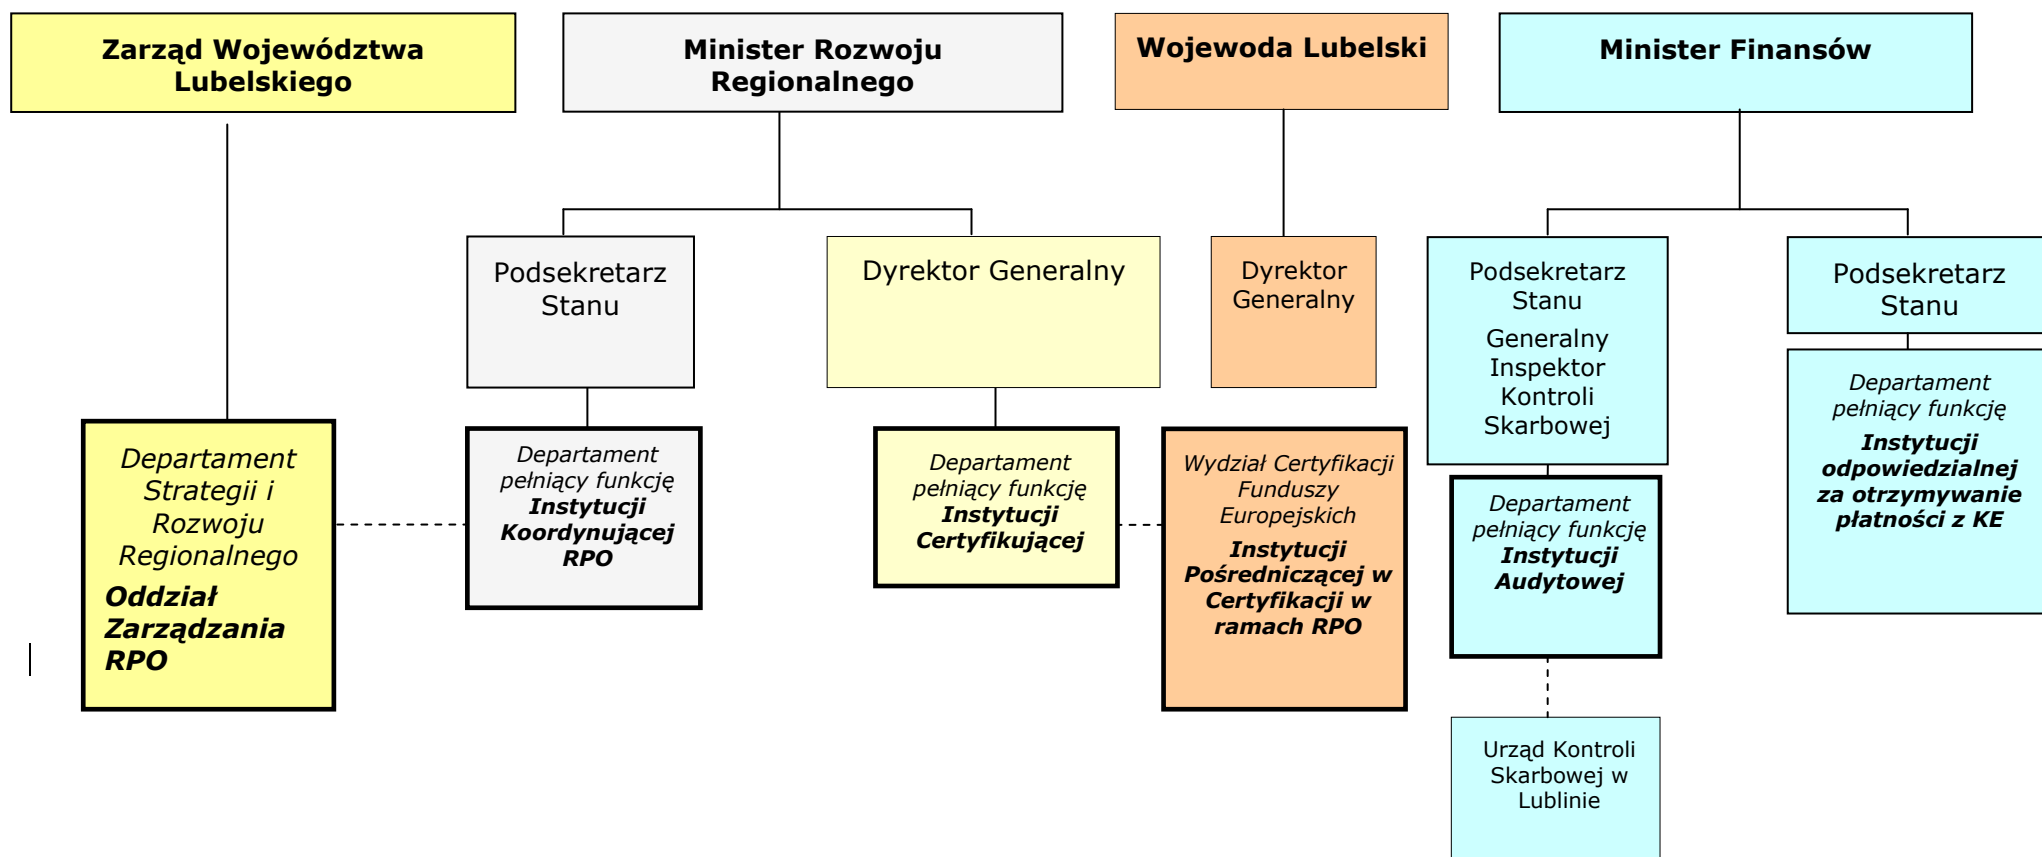 Zarząd Województwa
Lubelskiego
Minister Rozwoju
Regionalnego
Wojewoda Lubelski
Minister Finansów
Podsekretarz
Stanu
Dyrektor Generalny
Dyrektor
Generalny
Podsekretarz
Stanu
Generalny
Inspektor
Kontroli
Skarbowej
Podsekretarz
Stanu
Departament
Strategii i
Rozwoju
Regionalnego
Oddział
Zarządzania
RPO
Departament
pełniący funkcję
Instytucji
Koordynującej
RPO
Departament
pełniący funkcję
Instytucji
Certyfikującej
Wydział Certyfikacji
Funduszy
Europejskich
Instytucji
Pośredniczącej w
Certyfikacji w
ramach RPO
Departament
pełniący funkcję
Instytucji
Audytowej
Departament
pełniący funkcję
Instytucji
odpowiedzialnej
za otrzymywanie
płatności z KE
Urząd Kontroli
Skarbowej w
Lublinie